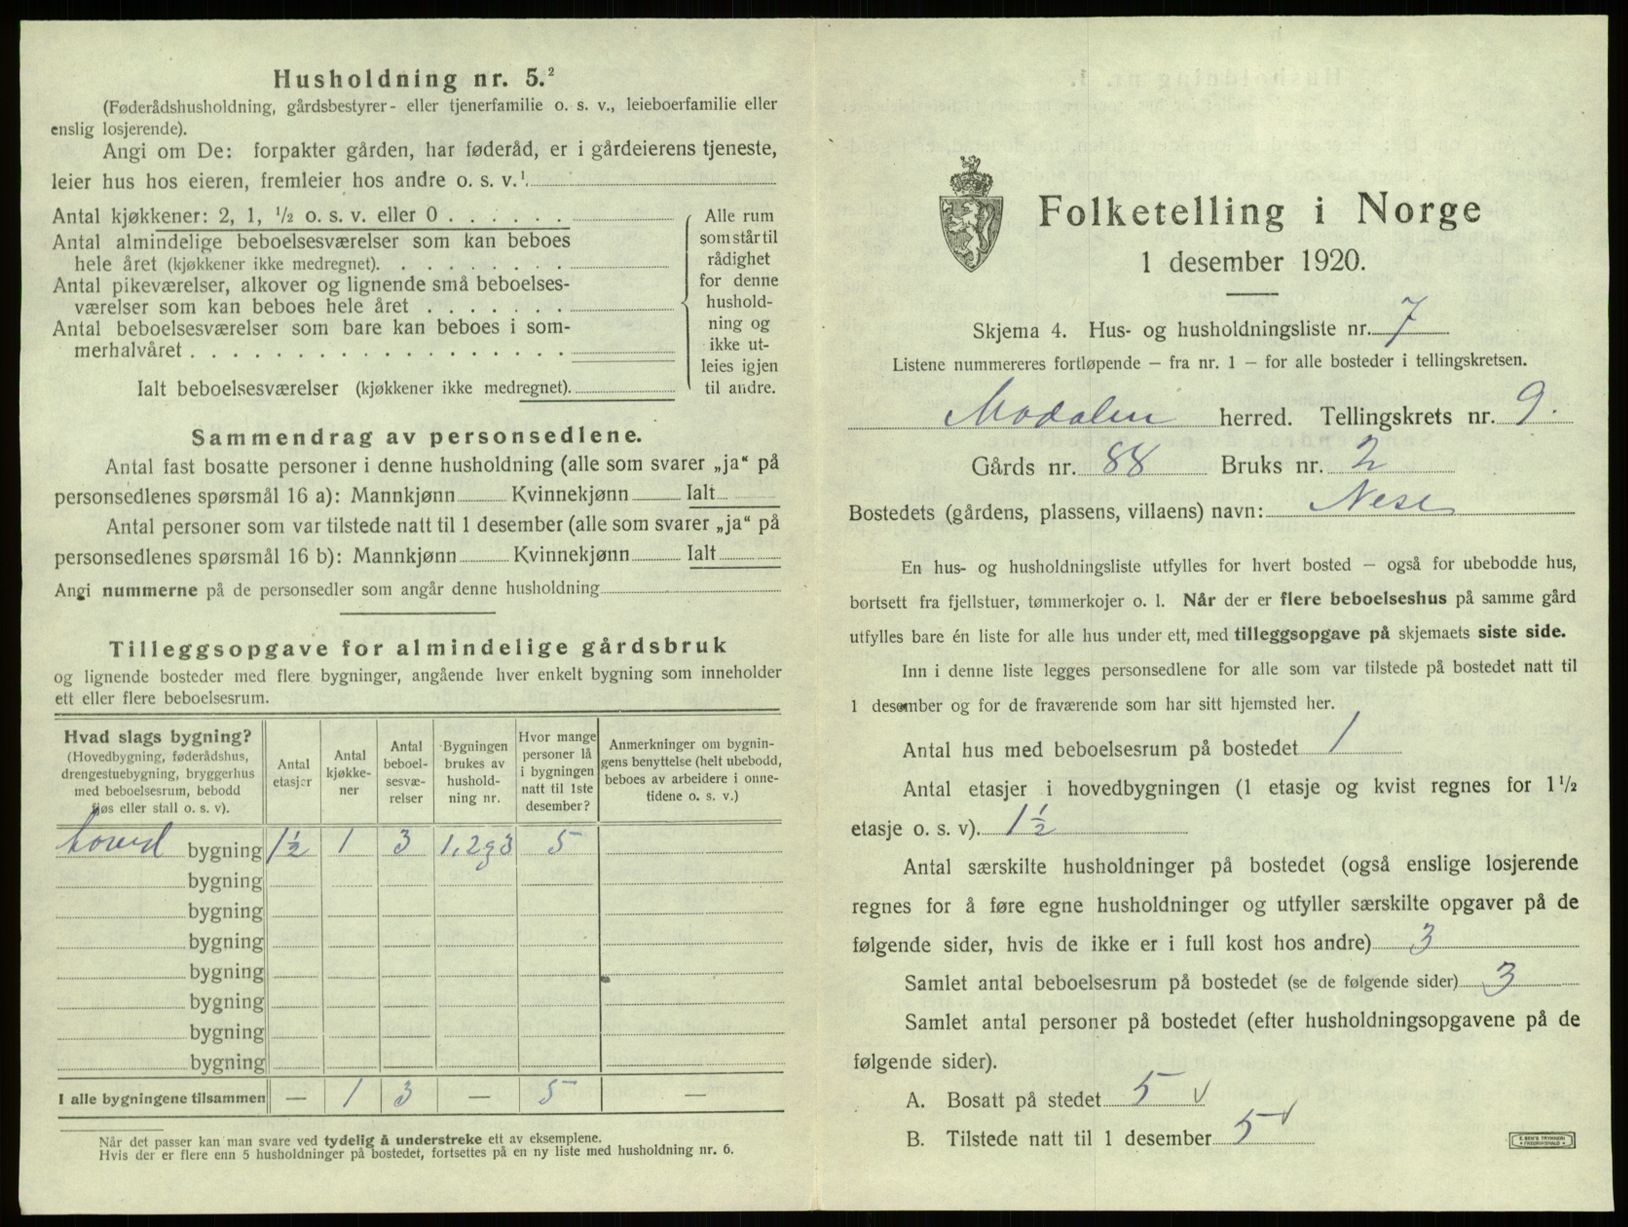 Husholdning nr. 5.²
(Føderådshusholdning, gårdsbestyrer- eller tjenerfamilie o. s. v., leieboerfamilie eller
enslig losjerende).
Angi om De: forpakter gården, har føderåd, er i gårdeierens tjeneste,
leier hus hos eieren, fremleier hos andre o. s. v.¹
Antal kjøkkener: 2, 1, ½ o. s. v. eller 0 . . . . . .
Antal almindelige beboelsesværelser som kan beboes
hele året (kjøkkener ikke medregnet). . . . . . . .
Antal pikeværelser, alkover og lignende små beboelses-
værelser som kan beboes hele året . . . . . . .
Antal beboelsesværelser som bare kan beboes i som-
merhalvåret . . . . . . . . . . . . . . . . . .
Ialt beboelsesværelser (kjøkkener ikke medregnet).
Alle rum
som står til
rådighet
for denne
hushold-
ning og
ikke ut-
leies igjen
til andre.
Sammendrag av personsedlene.
Antal fast bosatte personer i denne husholdning (alle som svarer „ja“ på
personsedlenes spørsmål 16 a): Mannkjønn Kvinnekjønn Ialt
Antal personer som var tilstede natt til 1 desember (alle som svarer „ja“ på
personsedlenes spørsmål 16 b): Mannkjønn Kvinnekjønn Ialt
Angi nummerne på de personsedler som angår denne husholdning
Tilleggsopgave for almindelige gårdsbruk
og lignende bosteder med flere bygninger, angående hver enkelt bygning som inneholder
ett eller flere beboelsesrum.
Hvad slags bygning?
(Hovedbygning, føderådshus,
drengestuebygning, bryggerhus
med beboelsesrum, bebodd
fjøs eller stall o. s. v).
Antal
etasjer
Antal
kjøkke-
ner
Antal
beboel-
sesvæ-
relser
Bygningen
brukes av
hushold-
ning nr.
Hvor mange
personer lå
i bygningen
natt til 1ste
desember?
Anmerkninger om bygnin-
gens benyttelse (helt ubebodd,
beboes av arbeidere i onne-
tidene o. s. v.)
hoved bygning 1½ 1 3 1,2g3 5
bygning
bygning
bygning
bygning
bygning
bygning
bygning
I alle bygningene tilsammen — 1 3 — 5 —
Når det passer kan man svare ved tydelig å understreke ett av eksemplene.
Hvis der er flere enn 5 husholdninger på bostedet, fortsettes på en ny liste med husholdning nr. 6.
Folketelling i Norge
1 desember 1920.
Skjema 4. Hus- og husholdningsliste nr. 7
Listene nummereres fortløpende — fra nr. 1 — for alle bosteder i tellingskretsen.
Modalen herred. Tellingskrets nr. 9.
Gårds nr. 88 Bruks nr. 2
Bostedets (gårdens, plassens, villaens) navn: Nese
En hus- og husholdningsliste utfylles for hvert bosted — også for ubebodde hus,
bortsett fra fjellstuer, tømmerkojer o. l. Når der er flere beboelseshus på samme gård
utfylles bare én liste for alle hus under ett, med tilleggsopgave på skjemaets siste side.
Inn i denne liste legges personsedlene for alle som var tilstede på bostedet natt til
1 desember og for de fraværende som har sitt hjemsted her.
Antal hus med beboelsesrum på bostedet 1
Antal etasjer i hovedbygningen (1 etasje og kvist regnes for 1½
etasje o. s. v). 1½
Antal særskilte husholdninger på bostedet (også enslige losjerende
regnes for å føre egne husholdninger og utfyller særskilte opgaver på de
følgende sider, hvis de ikke er i full kost hos andre) 3
Samlet antal beboelsesrum på bostedet (se de følgende sider) 3
Samlet antal personer på bostedet (efter husholdningsopgavene på de
følgende sider).
A. Bosatt på stedet 5 v
B. Tilstede natt til 1 desember 5 v